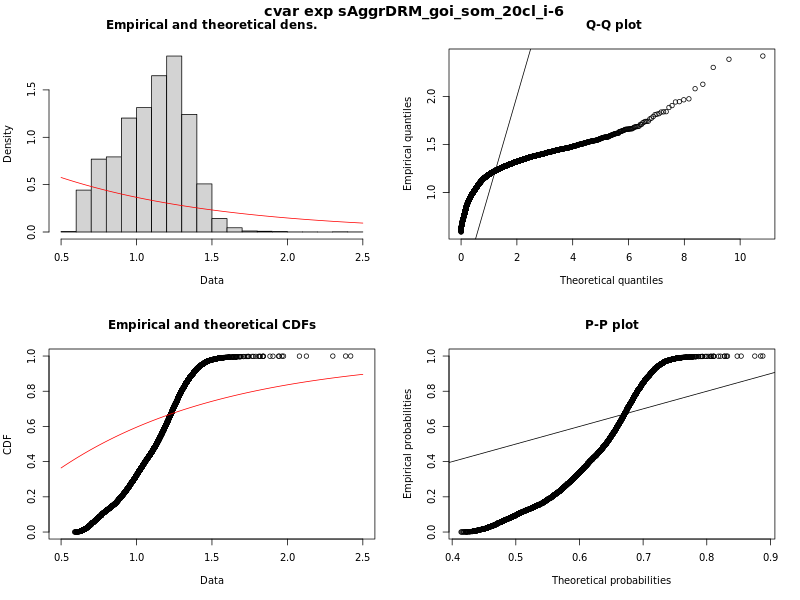 cvar exp sAggrDRM_goi_som_20cl_i-6
Empirical and theoretical dens.
Density
0.0 0.5 1.0 1.5
0.5 1.0 1.5 2.0 2.5
Data
Q-Q plot
Empirical quantiles
1.0 1.5 2.0
0 2 4 6 8 10
Theoretical quantiles
Empirical and theoretical CDFs
CDF
0.0 0.2 0.4 0.6 0.8 1.0
0.5 1.0 1.5 2.0 2.5
Data
P-P plot
Empirical probabilities
0.0 0.2 0.4 0.6 0.8 1.0
0.4 0.5 0.6 0.7 0.8 0.9
Theoretical probabilities